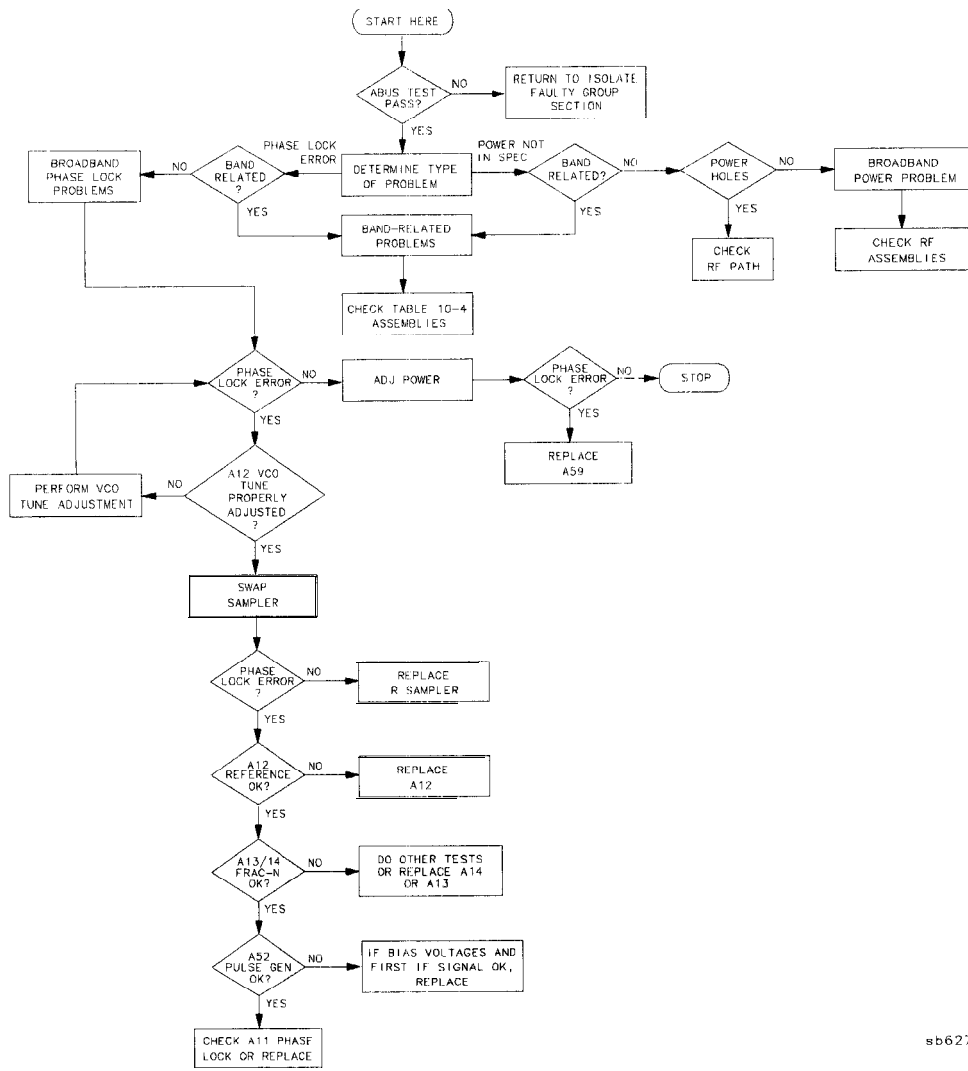 START HERE
ABUS TEST
PASS?
NO
RETURN TO ISOLATE
FAULTY GROUP
SECTION
YES
BROADBAND
PHASE LOCK
PROBLEMS
NO
BAND
RELATED
?
PHASE LOCK
ERROR
DETERMINE TYPE
OF PROBLEM
POWER NOT
IN SPEC
BAND
RELATED?
NO
POWER
HOLES
NO
BROADBAND
POWER PROBLEM
YES
BAND-RELATED
PROBLEMS
YES
YES
CHECK
RF PATH
CHECK RF
ASSEMBLIES
CHECK TABLE 10-4
ASSEMBLIES
PHASE
LOCK ERROR
?
NO
ADJ POWER
PHASE
LOCK ERROR
?
NO
STOP
YES
YES
REPLACE
A59
PERFORM VCO
TUNE ADJUSTMENT
NO
A12 VCO
TUNE
PROPERLY
ADJUSTED
?
YES
SWAP
SAMPLER
PHASE
LOCK ERROR
?
NO
REPLACE
R SAMPLER
YES
A12
REFERENCE
OK?
NO
REPLACE
A12
YES
A13/14
FRAC-N
OK?
NO
DO OTHER TESTS
OR REPLACE A14
OR A13
YES
A52
PULSE GEN
OK?
NO
IF BIAS VOLTAGES AND
FIRST IF SIGNAL OK,
REPLACE
YES
CHECK A11 PHASE
LOCK OR REPLACE
sb627